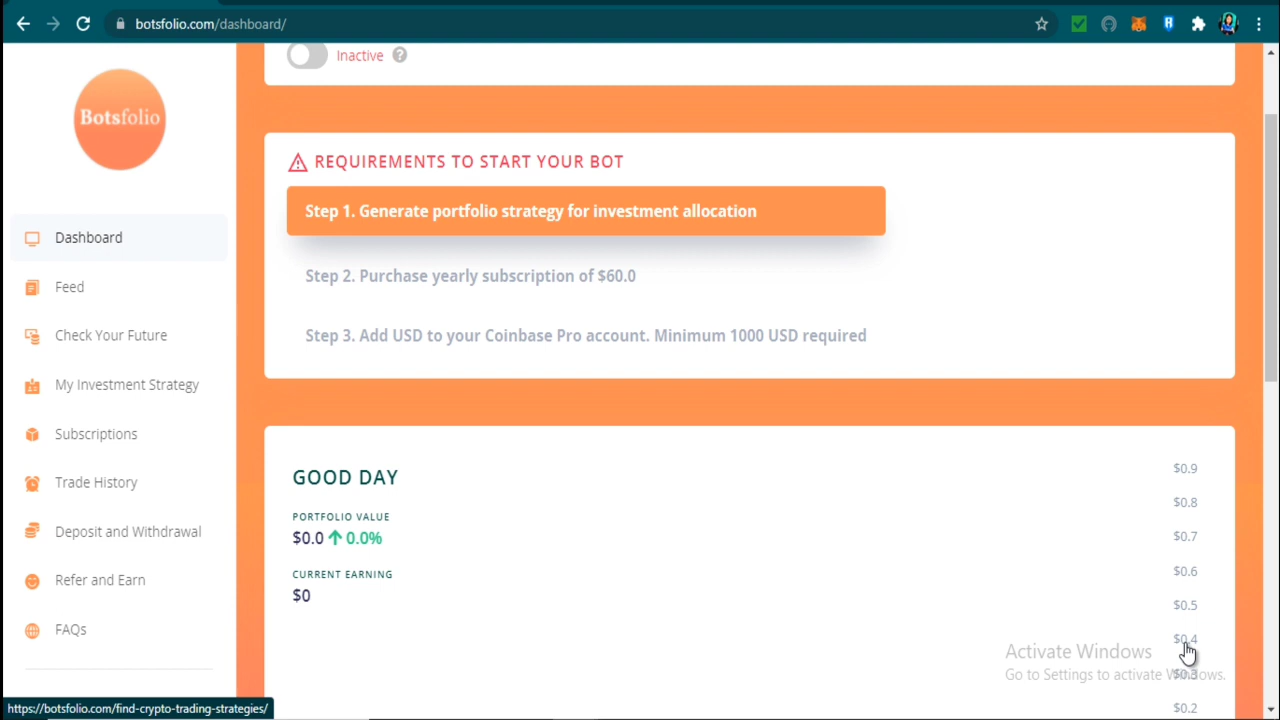 botsfolio.com/dashboard/
Inactive ?
Botsfolio
REQUIREMENTS TO START YOUR BOT
Step 1. Generate portfolio strategy for investment allocation
Step 2. Purchase yearly subscription of $60.0
Step 3. Add USD to your Coinbase Pro account. Minimum 1000 USD required
Dashboard
Feed
Check Your Future
My Investment Strategy
Subscriptions
Trade History
Deposit and Withdrawal
Refer and Earn
FAQs
GOOD DAY
PORTFOLIO VALUE
$0.0 ↑ 0.0%
CURRENT EARNING
$0
$0.9
$0.8
$0.7
$0.6
$0.5
$0.4
$0.3
$0.2
Activate Windows
Go to Settings to activate Windows.
https://botsfolio.com/find-crypto-trading-strategies/